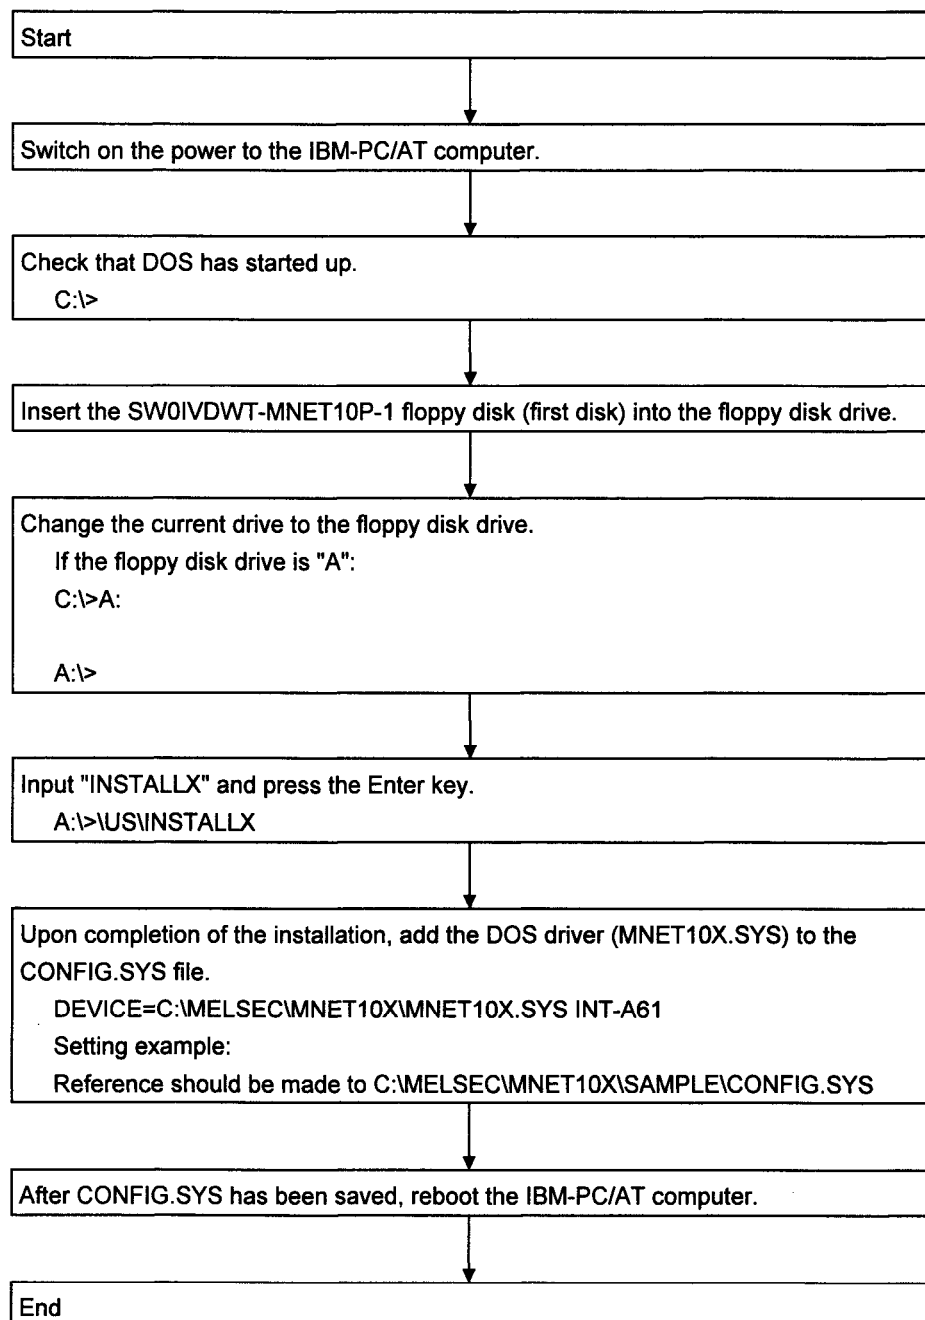 Start
Switch on the power to the IBM-PC/AT computer.
Check that DOS has started up.
C:\>
Insert the SW0IVDWT-MNET10P-1 floppy disk (first disk) into the floppy disk drive.
Change the current drive to the floppy disk drive.
If the floppy disk drive is "A":
C:\>A:
A:\>
Input "INSTALLX" and press the Enter key.
A:\>\US\INSTALLX
Upon completion of the installation, add the DOS driver (MNET10X.SYS) to the
CONFIG.SYS file.
DEVICE=C:\MELSEC\MNET10X\MNET10X.SYS INT-A61
Setting example:
Reference should be made to C:\MELSEC\MNET10X\SAMPLE\CONFIG.SYS
After CONFIG.SYS has been saved, reboot the IBM-PC/AT computer.
End